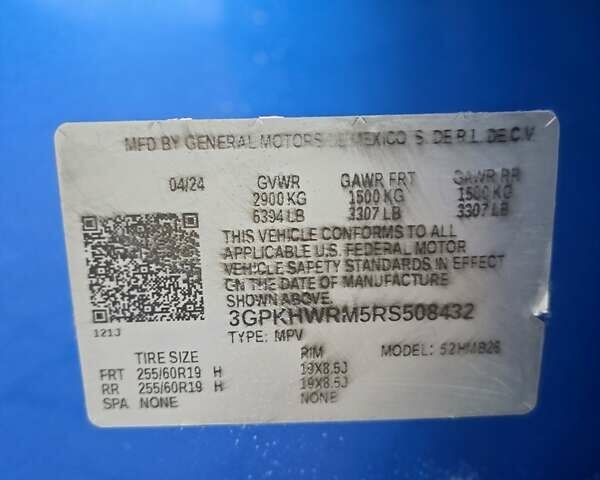 MFD BY GENERAL MOTORS DE MEXICO S. DE R.L. DE C.V.
04/24 GVWR GAWR FRT GAWR RR
2900 KG 1500 KG 1500 KG
6394 LB 3307 LB 3307 LB
THIS VEHICLE CONFORMS TO ALL
APPLICABLE U.S. FEDERAL MOTOR
VEHICLE SAFETY STANDARDS IN EFFECT
ON THE DATE OF MANUFACTURE
SHOWN ABOVE.
3GPKHWRM5RS508432
121J
TYPE: MPV
TIRE SIZE RIM MODEL: 52HMB26
FRT 255/60R19 H 19X8.5J
RR 255/60R19 H 19X8.5J
SPA NONE NONE